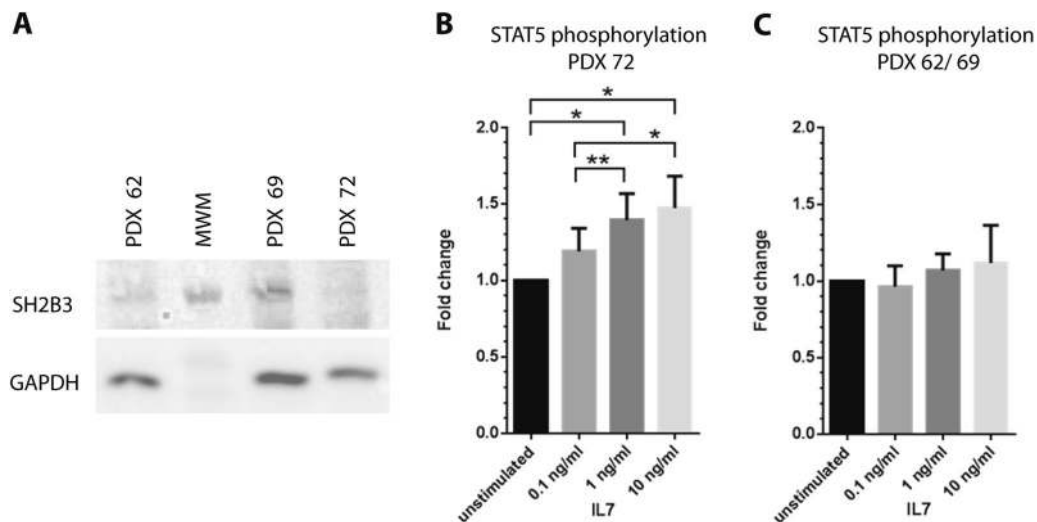 A
PDX 62
MWM
PDX 69
PDX 72
SH2B3
GAPDH
B
STAT5 phosphorylation
PDX 72
*
*
*
**
Fold change
2.0
1.5
1.0
0.5
0.0
unstimulated
0.1 ng/ml
1 ng/ml
10 ng/ml
IL7
C
STAT5 phosphorylation
PDX 62/ 69
Fold change
2.0
1.5
1.0
0.5
0.0
unstimulated
0.1 ng/ml
1 ng/ml
10 ng/ml
IL7